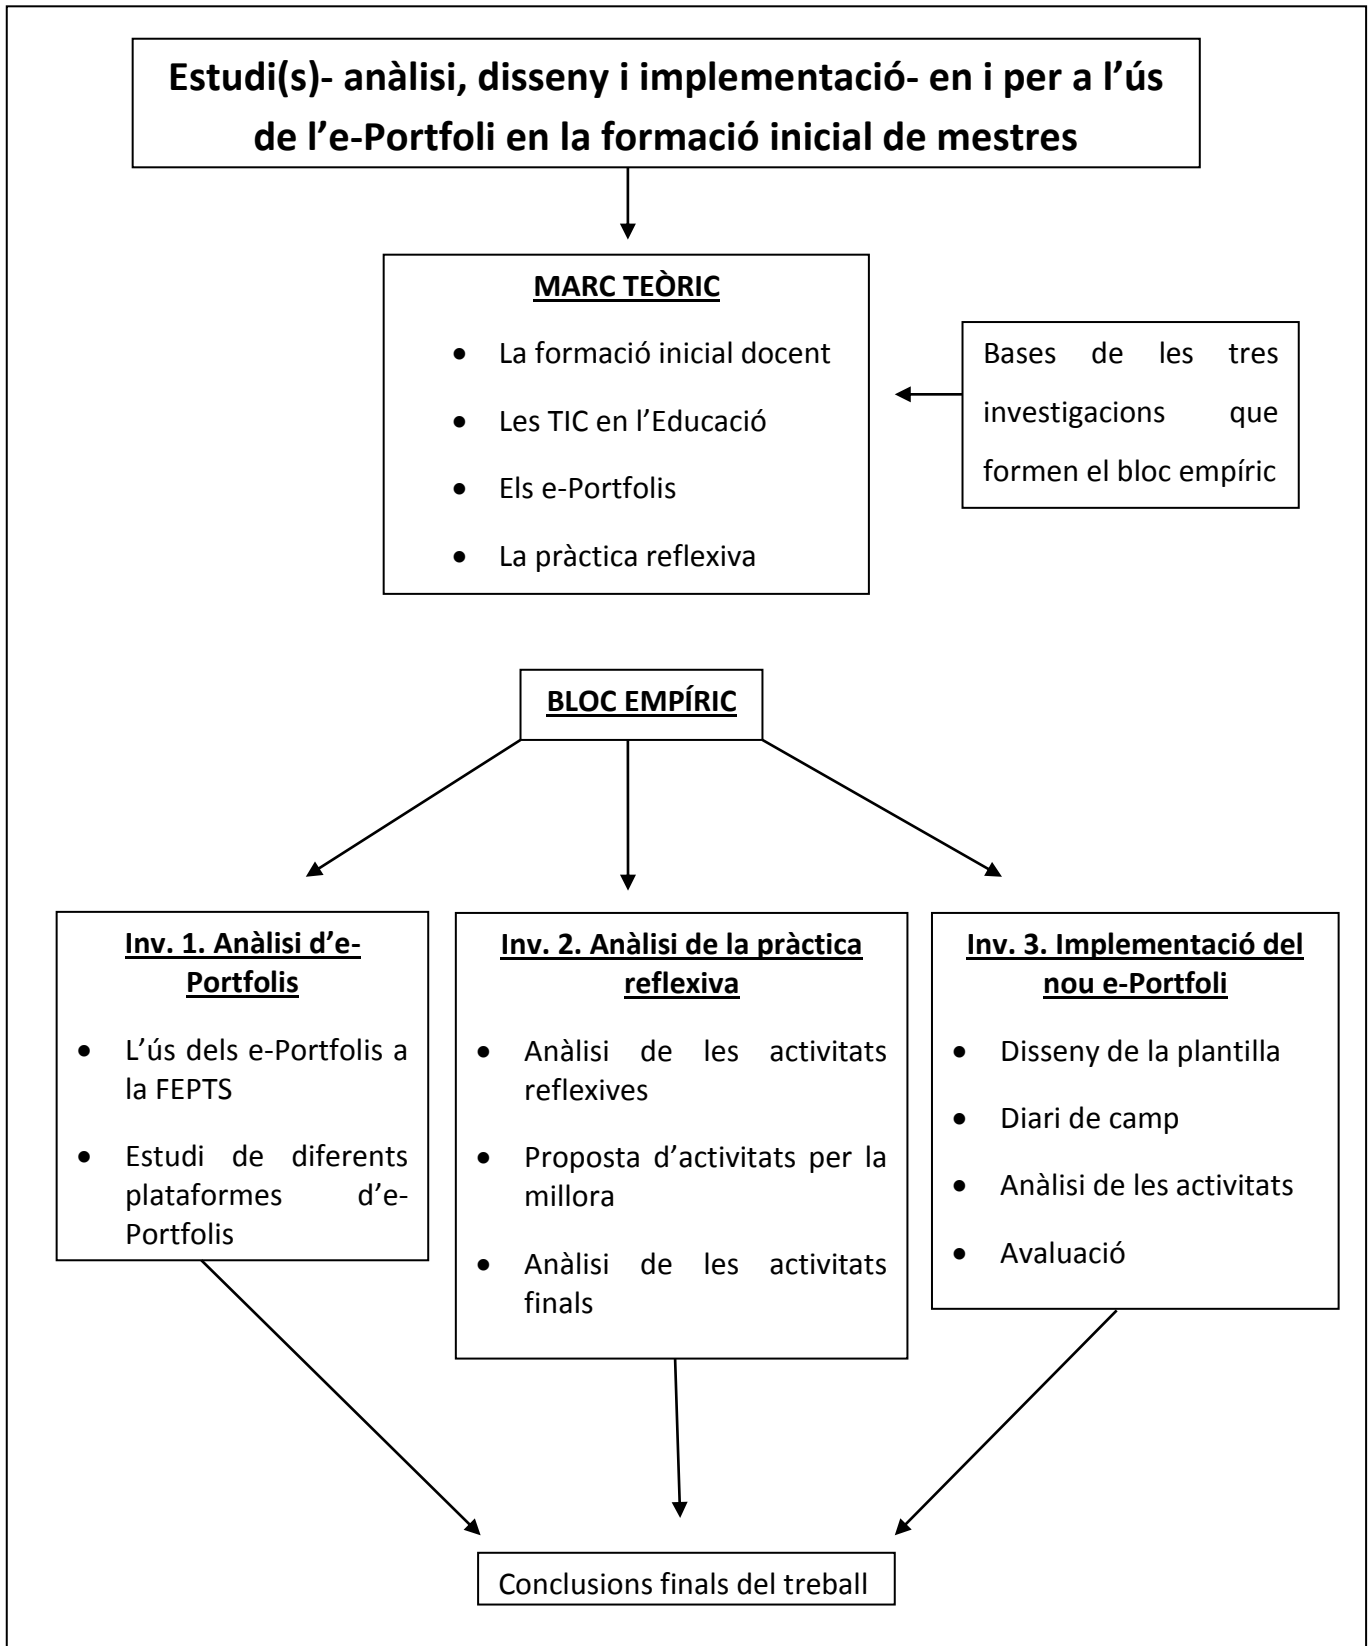 Estudi(s)- anàlisi, disseny i implementació- en i per a l’ús
de l’e-Portfoli en la formació inicial de mestres
MARC TEÒRIC
• La formació inicial docent
• Les TIC en l’Educació
• Els e-Portfolis
• La pràctica reflexiva
Bases de les tres
investigacions que
formen el bloc empíric
BLOC EMPÍRIC
Inv. 1. Anàlisi d’e-
Portfolis
• L’ús dels e-Portfolis a
la FEPTS
• Estudi de diferents
plataformes d’e-
Portfolis
Inv. 2. Anàlisi de la pràctica
reflexiva
• Anàlisi de les activitats
reflexives
• Proposta d’activitats per la
millora
• Anàlisi de les activitats
finals
Inv. 3. Implementació del
nou e-Portfoli
• Disseny de la plantilla
• Diari de camp
• Anàlisi de les activitats
• Avaluació
Conclusions finals del treball